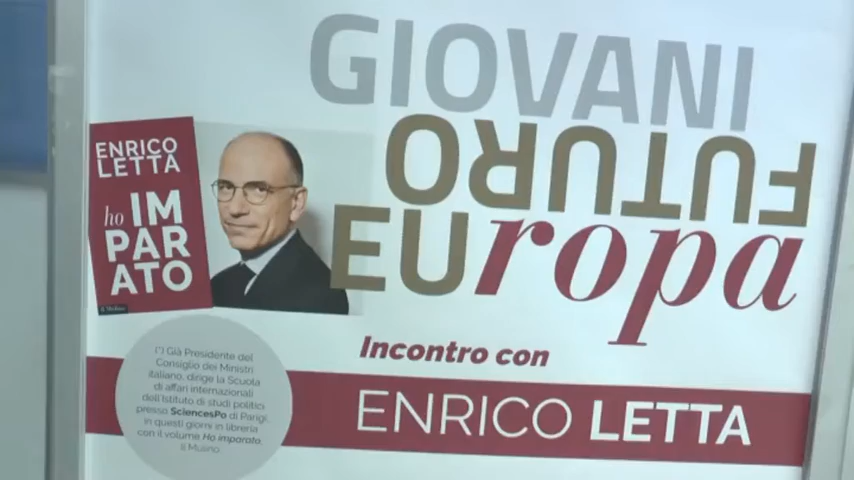 GIOVANI
FUTURO
EUropa
ENRICO
LETTA
ho IM
PAR
ATO
il Mulino
Incontro con
ENRICO LETTA
(*) Già Presidente del
Consiglio dei Ministri
italiano, dirige la Scuola
di affari internazionali
dell'Istituto di studi politici
presso SciencesPo di Parigi,
in questi giorni in libreria
con il volume Ho imparato,
Il Mulino.